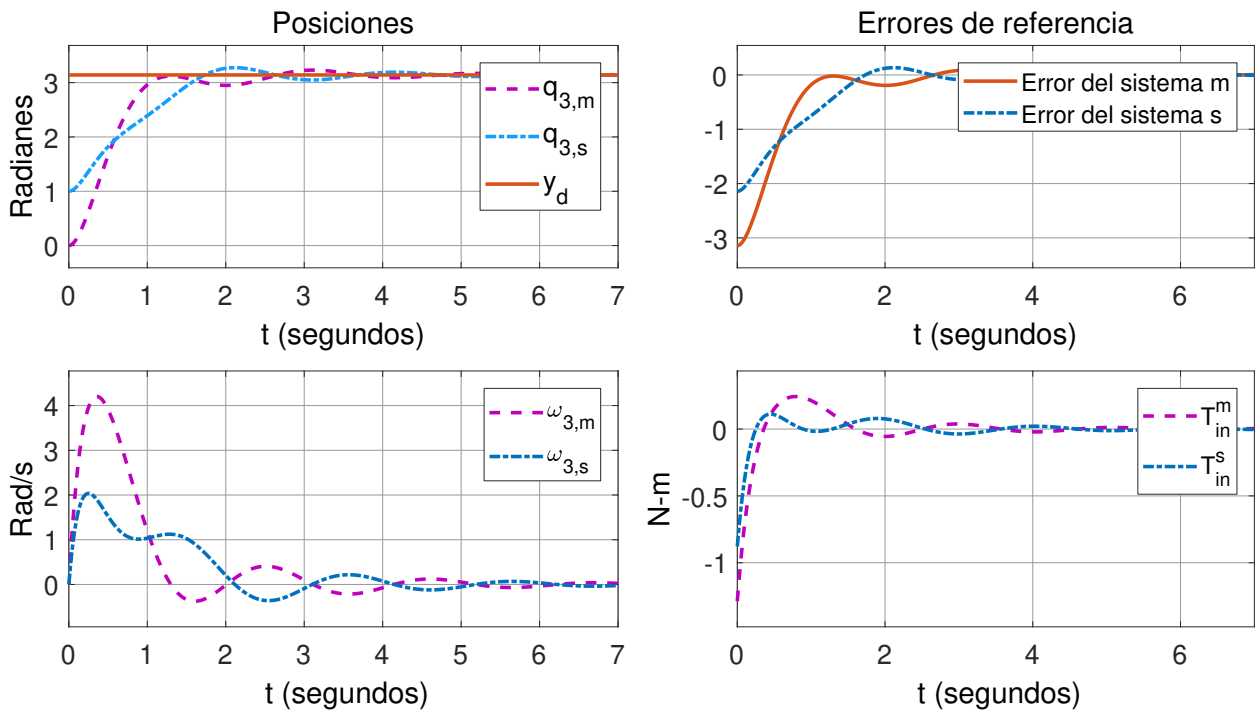 Posiciones
Radianes
3
2
1
0
q3,m
q3,s
yd
0 1 2 3 4 5 6 7
t (segundos)
Errores de referencia
0
-1
-2
-3
Error del sistema m
Error del sistema s
0 2 4 6
t (segundos)
Rad/s
4
3
2
1
0
ω3,m
ω3,s
0 1 2 3 4 5 6 7
t (segundos)
N-m
0
-0.5
-1
T^m_in
T^s_in
0 2 4 6
t (segundos)